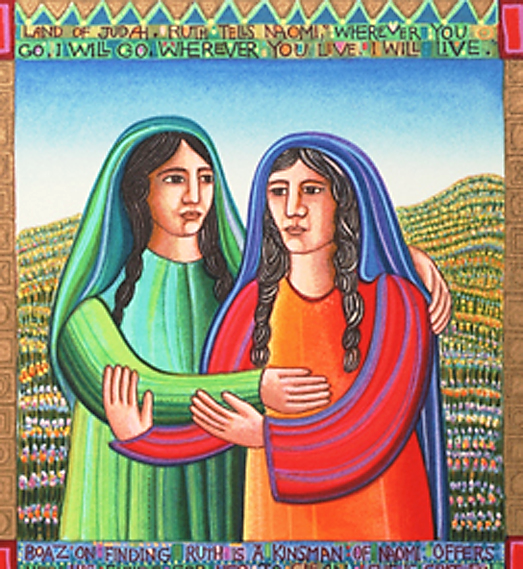 LAND OF JUDAH. RUTH TELLS NAOMI, "WHEREVER YOU
GO, I WILL GO. WHEREVER YOU LIVE, I WILL LIVE."
BOAZ ON FINDING RUTH IS A KINSMAN OF NAOMI OFFERS